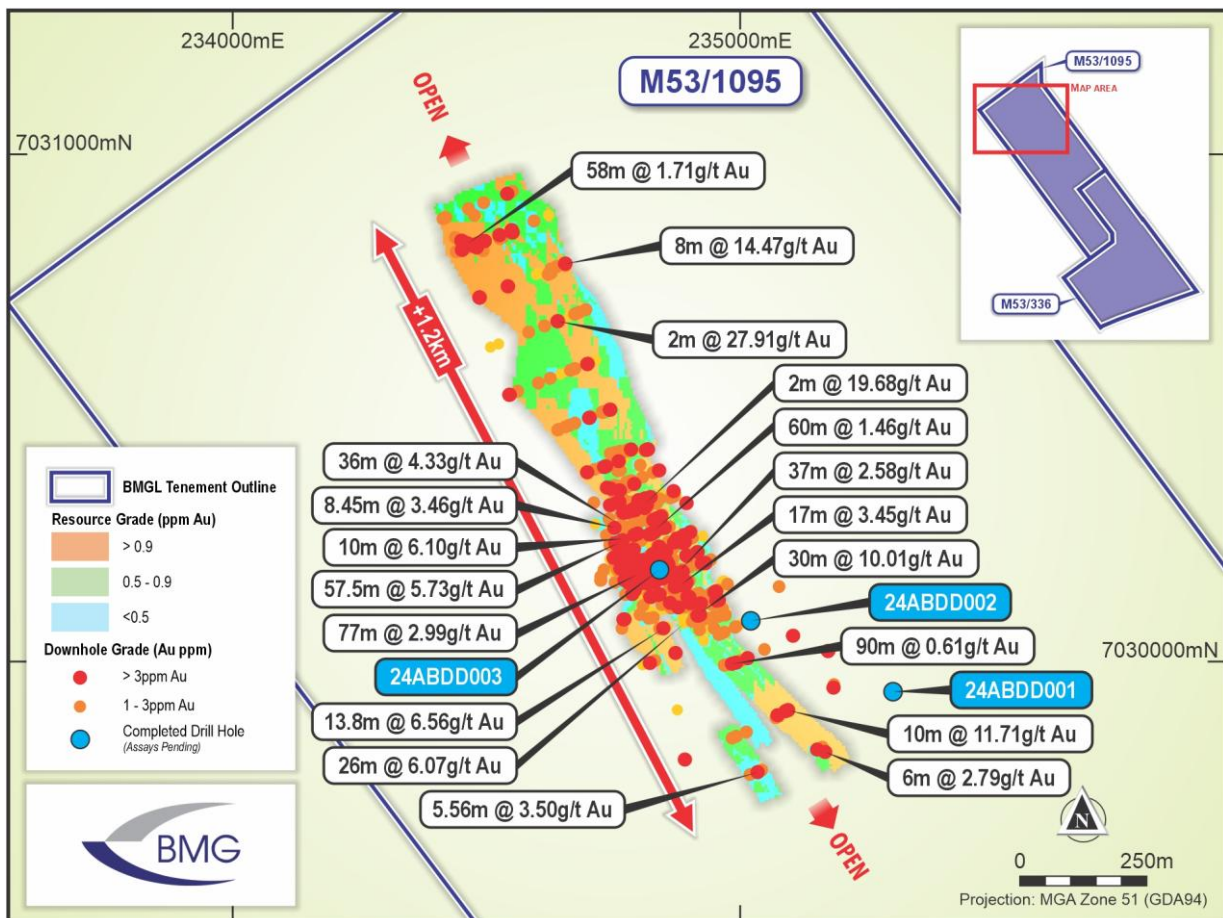 234000mE
235000mE
M53/1095
M53/1095
MAP AREA
M53/336
7031000mN
OPEN
58m @ 1.71g/t Au
8m @ 14.47g/t Au
2m @ 27.91g/t Au
+1.2km
2m @ 19.68g/t Au
60m @ 1.46g/t Au
37m @ 2.58g/t Au
17m @ 3.45g/t Au
30m @ 10.01g/t Au
24ABDD002
90m @ 0.61g/t Au
7030000mN
24ABDD001
10m @ 11.71g/t Au
6m @ 2.79g/t Au
36m @ 4.33g/t Au
8.45m @ 3.46g/t Au
10m @ 6.10g/t Au
57.5m @ 5.73g/t Au
77m @ 2.99g/t Au
24ABDD003
13.8m @ 6.56g/t Au
26m @ 6.07g/t Au
5.56m @ 3.50g/t Au
OPEN
BMGL Tenement Outline
Resource Grade (ppm Au)
> 0.9
0.5 - 0.9
<0.5
Downhole Grade (Au ppm)
> 3ppm Au
1 - 3ppm Au
Completed Drill Hole
(Assays Pending)
BMG
N
0 250m
Projection: MGA Zone 51 (GDA94)